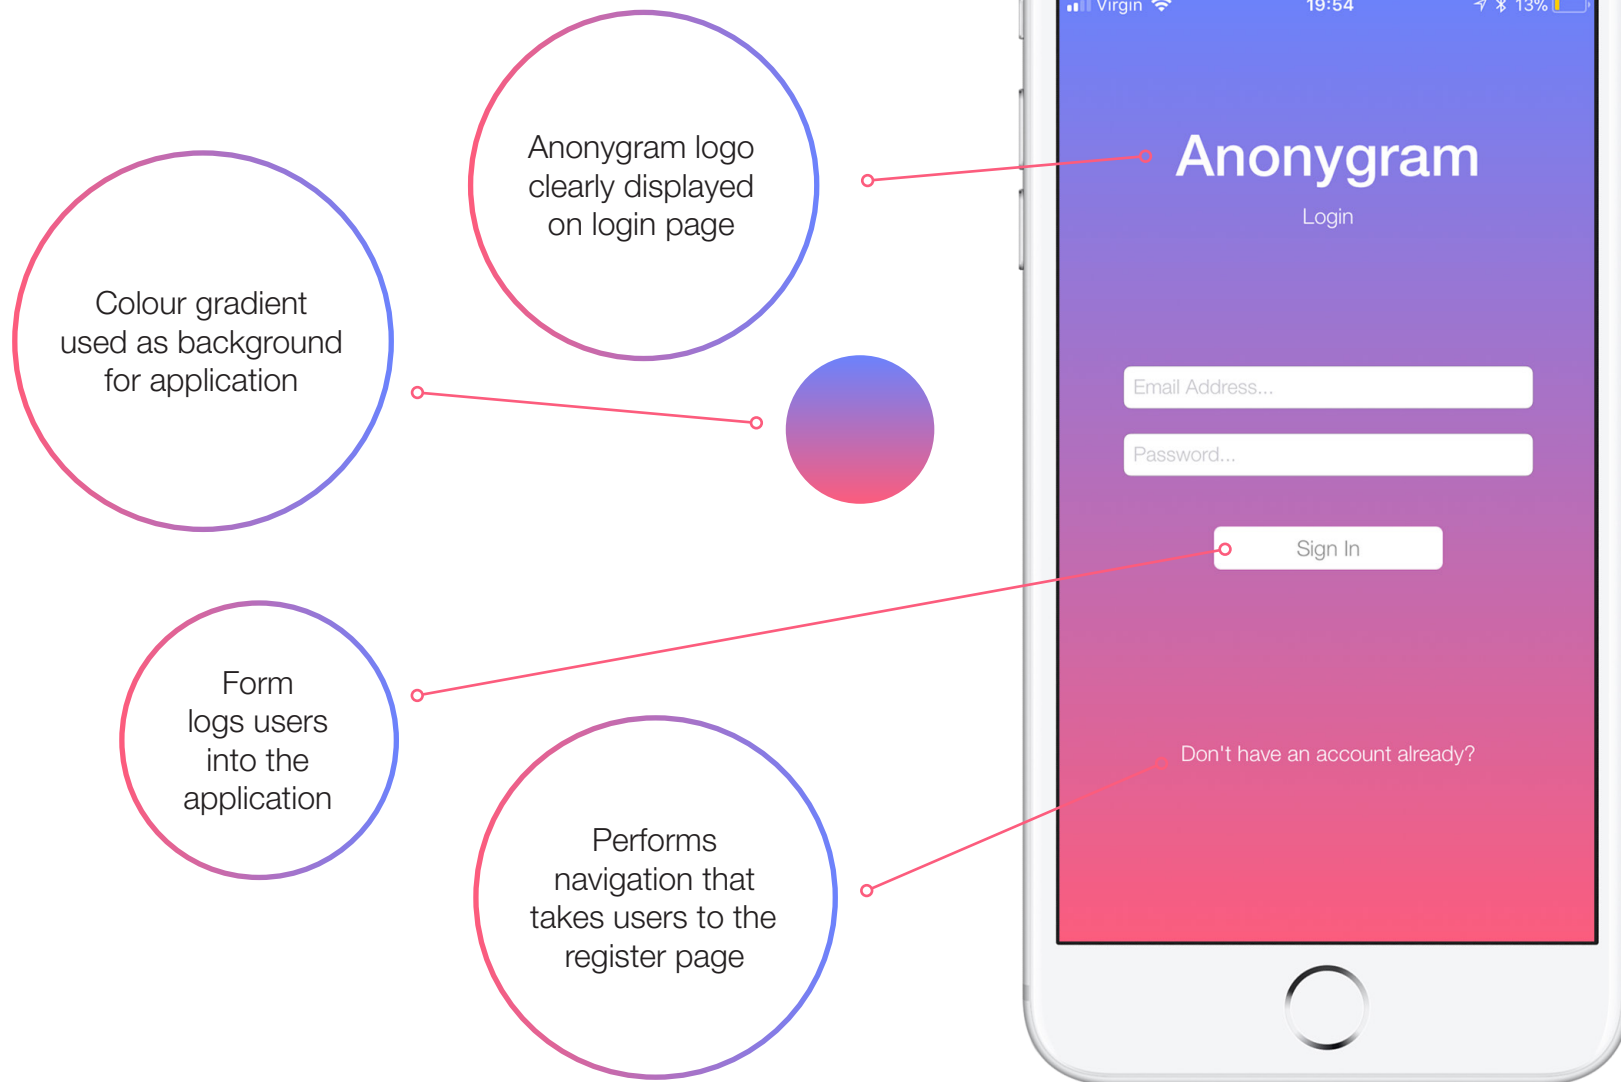 Virgin
19:54
13%
Anonygram
Login
Email Address...
Password...
Sign In
Don't have an account already?
Anonygram logo
clearly displayed
on login page
Colour gradient
used as background
for application
Form
logs users
into the
application
Performs
navigation that
takes users to the
register page